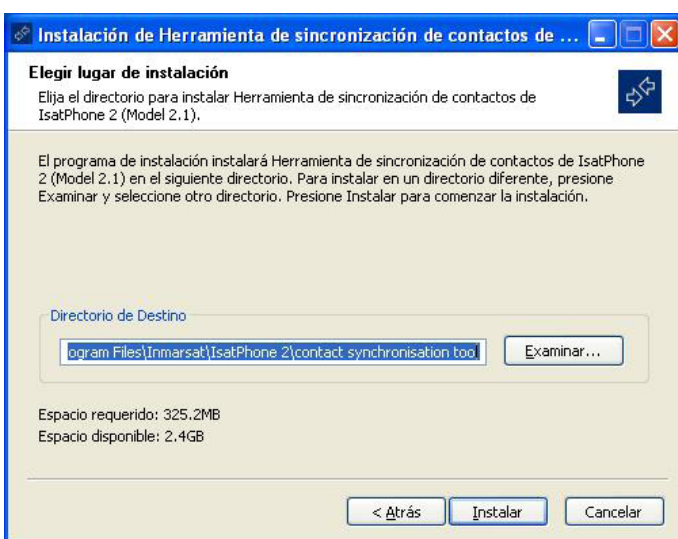 Instalación de Herramienta de sincronización de contactos de ...
Elegir lugar de instalación
Elija el directorio para instalar Herramienta de sincronización de contactos de
IsatPhone 2 (Model 2.1).
El programa de instalación instalará Herramienta de sincronización de contactos de IsatPhone
2 (Model 2.1) en el siguiente directorio. Para instalar en un directorio diferente, presione
Examinar y seleccione otro directorio. Presione Instalar para comenzar la instalación.
Directorio de Destino
ogram Files\Inmarsat\IsatPhone 2\contact synchronisation tool
Examinar...
Espacio requerido: 325.2MB
Espacio disponible: 2.4GB
< Atrás
Instalar
Cancelar